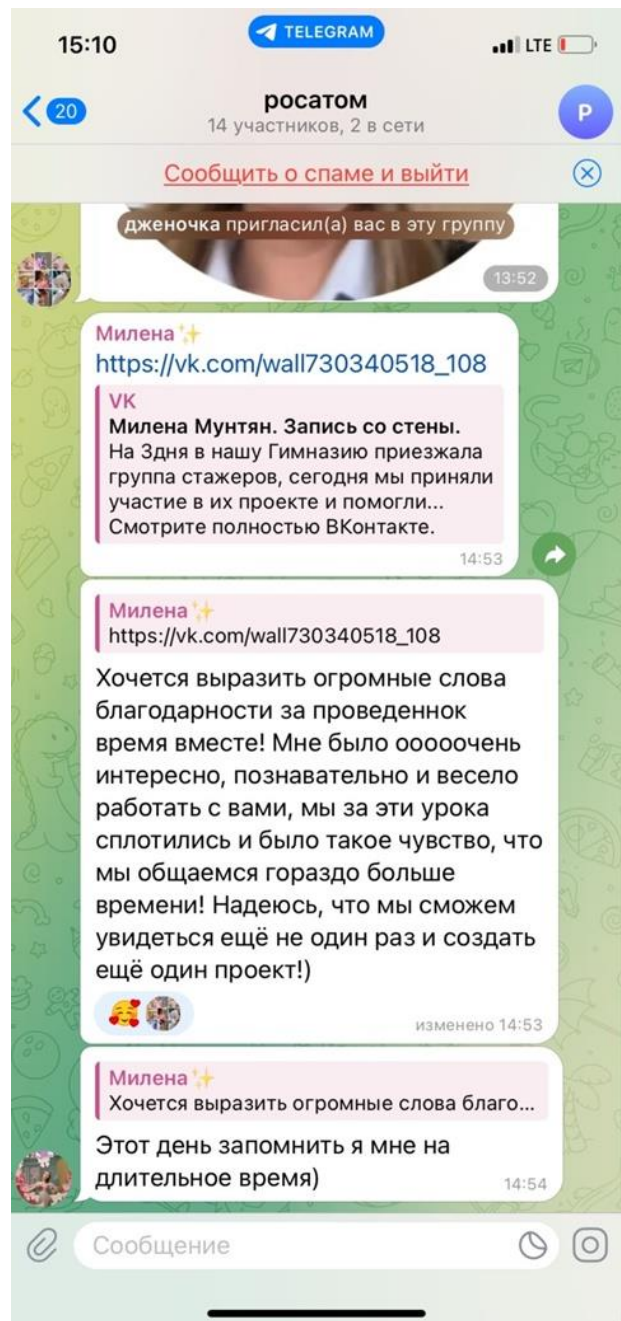 15:10
TELEGRAM
LTE
20
росатом
14 участников, 2 в сети
Р
Сообщить о спаме и выйти
дженочка пригласил(а) вас в эту группу
13:52
Милена✨
https://vk.com/wall730340518_108
VK
Милена Мунтян. Запись со стены.
На 3дня в нашу Гимназию приезжала
группа стажеров, сегодня мы приняли
участие в их проекте и помогли...
Смотрите полностью ВКонтакте.
14:53
Милена✨
https://vk.com/wall730340518_108
Хочется выразить огромные слова
благодарности за проведеннок
время вместе! Мне было ооооочень
интересно, познавательно и весело
работать с вами, мы за эти урока
сплотились и было такое чувство, что
мы общаемся гораздо больше
времени! Надеюсь, что мы сможем
увидеться ещё не один раз и создать
ещё один проект!)
изменено 14:53
Милена✨
Хочется выразить огромные слова благо...
Этот день запомнить я мне на
длительное время)
14:54
Сообщение